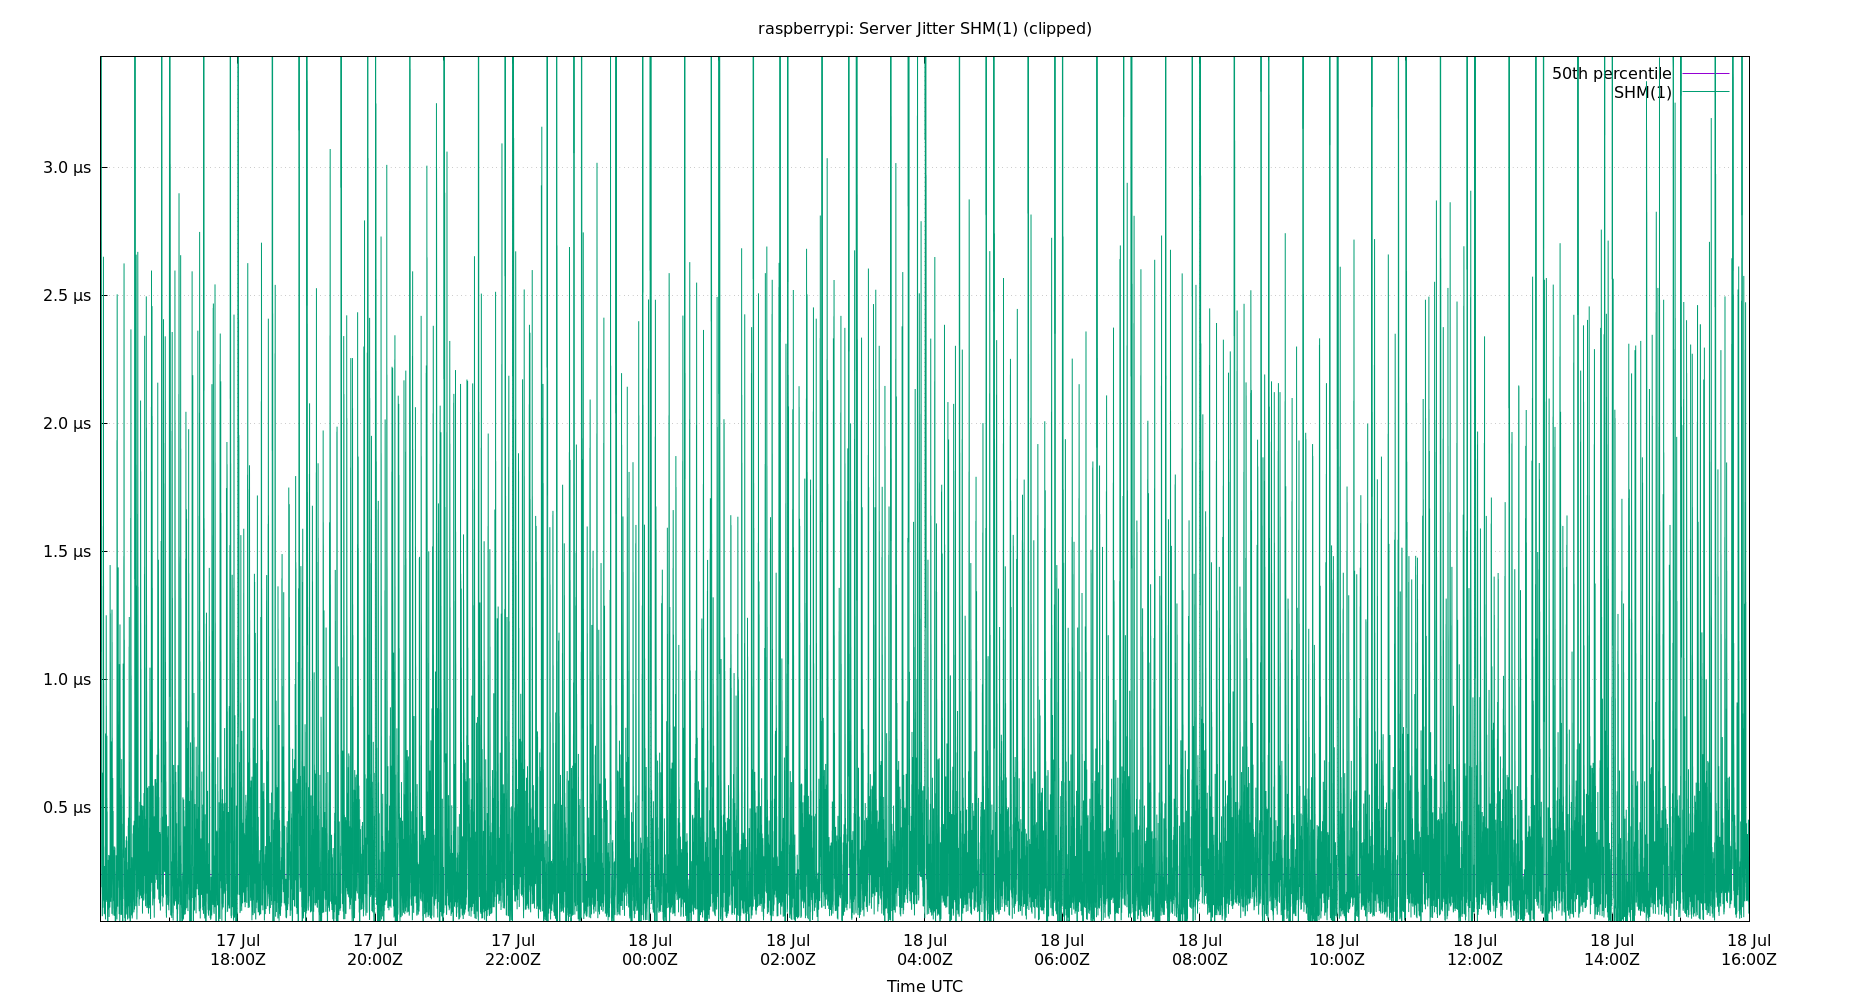 raspberrypi: Server Jitter SHM(1) (clipped)
50th percentile
SHM(1)
3.0 µs
2.5 µs
2.0 µs
1.5 µs
1.0 µs
0.5 µs
17 Jul 17 Jul 17 Jul 18 Jul 18 Jul 18 Jul 18 Jul 18 Jul 18 Jul 18 Jul 18 Jul 18 Jul
18:00Z 20:00Z 22:00Z 00:00Z 02:00Z 04:00Z 06:00Z 08:00Z 10:00Z 12:00Z 14:00Z 16:00Z
Time UTC